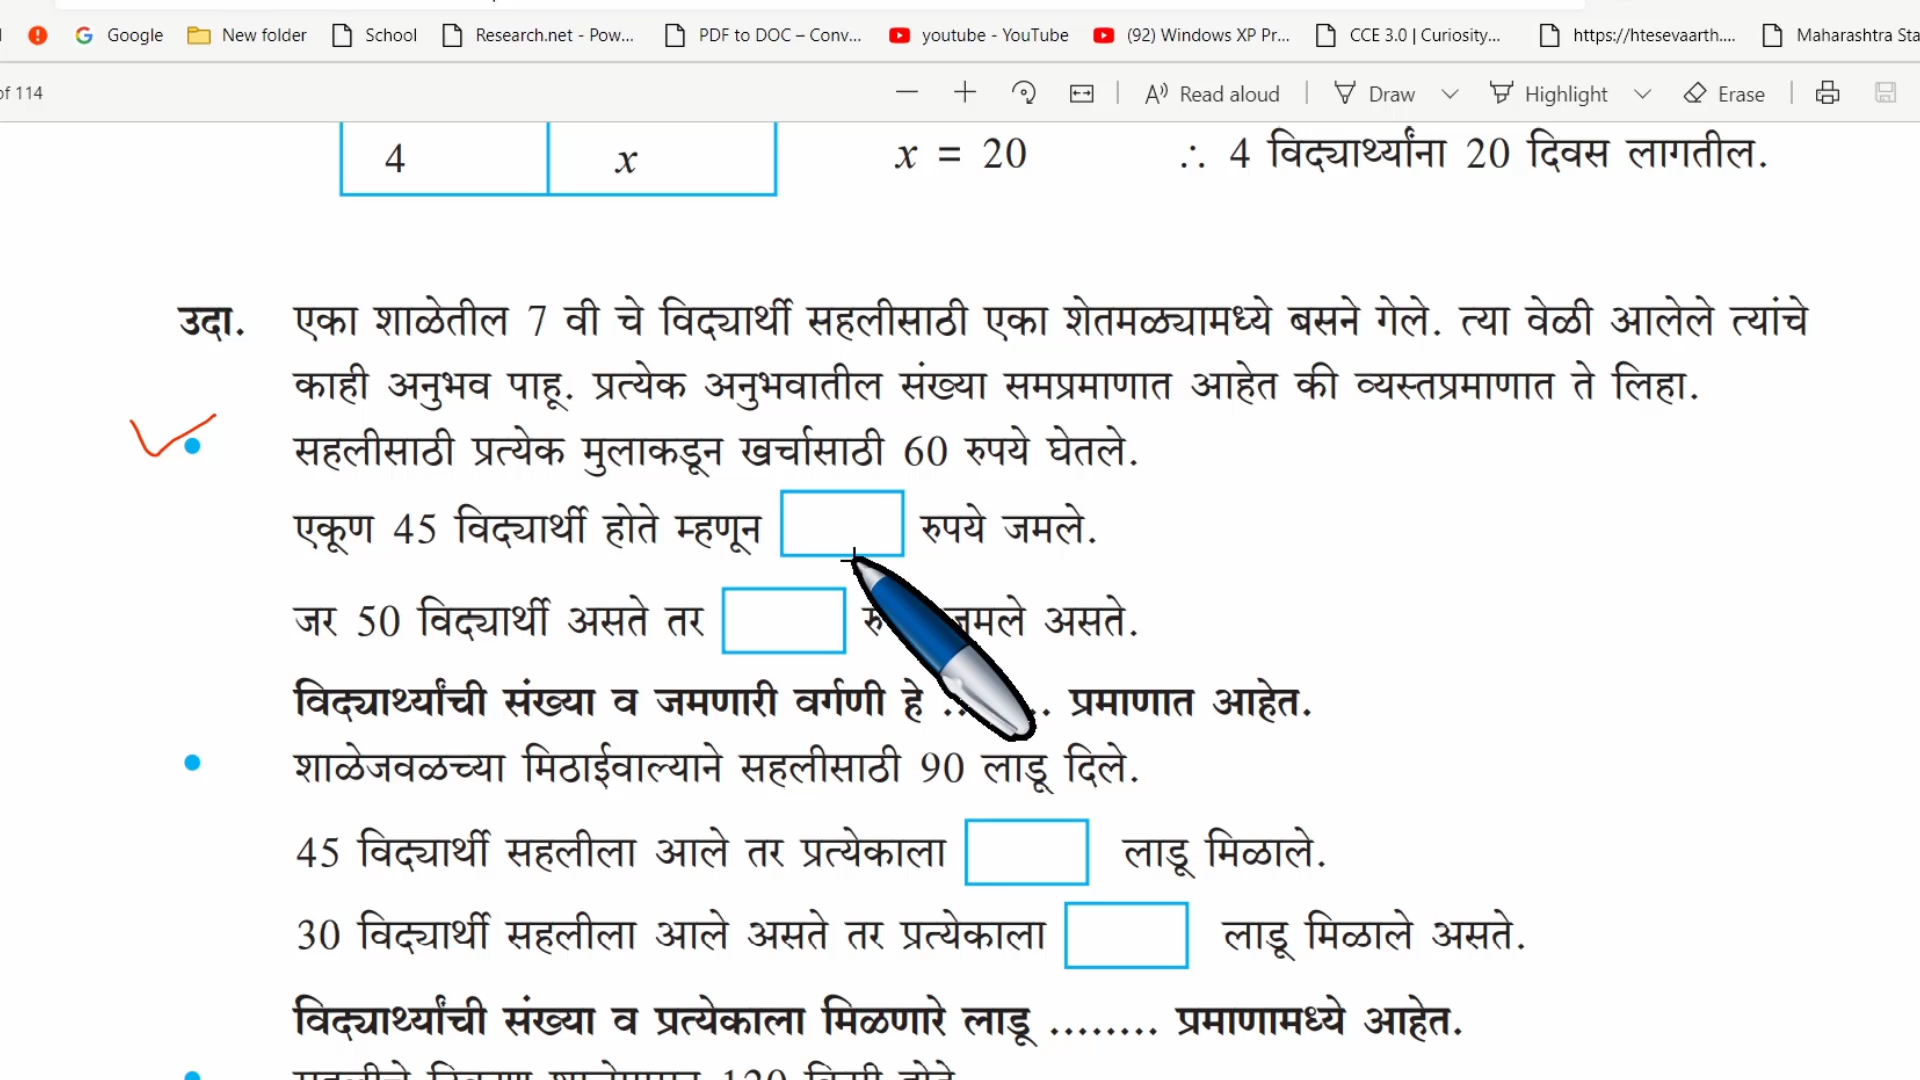 Google New folder School Research.net - Pow... PDF to DOC – Conv... youtube - YouTube (92) Windows XP Pr... CCE 3.0 | Curiosity... https://htesevaarth.... Maharashtra Sta
of 114 Read aloud Draw Highlight Erase
4 x x = 20 ∴ 4 विद्यार्थ्यांना 20 दिवस लागतील.
उदा. एका शाळेतील 7 वी चे विद्यार्थी सहलीसाठी एका शेतमळ्यामध्ये बसने गेले. त्या वेळी आलेले त्यांचे
काही अनुभव पाहू. प्रत्येक अनुभवातील संख्या समप्रमाणात आहेत की व्यस्तप्रमाणात ते लिहा.
• सहलीसाठी प्रत्येक मुलाकडून खर्चासाठी 60 रुपये घेतले.
एकूण 45 विद्यार्थी होते म्हणून रुपये जमले.
जर 50 विद्यार्थी असते तर जमले असते.
विद्यार्थ्यांची संख्या व जमणारी वर्गणी हे .. . प्रमाणात आहेत.
• शाळेजवळच्या मिठाईवाल्याने सहलीसाठी 90 लाडू दिले.
45 विद्यार्थी सहलीला आले तर प्रत्येकाला लाडू मिळाले.
30 विद्यार्थी सहलीला आले असते तर प्रत्येकाला लाडू मिळाले असते.
विद्यार्थ्यांची संख्या व प्रत्येकाला मिळणारे लाडू ........ प्रमाणामध्ये आहेत.